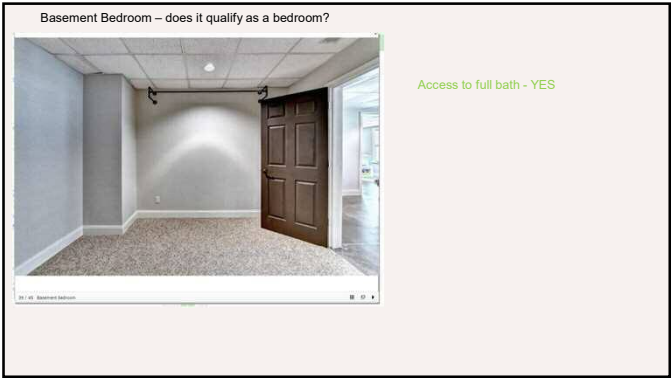 Basement Bedroom – does it qualify as a bedroom?
Access to full bath - YES
Basement Bedroom